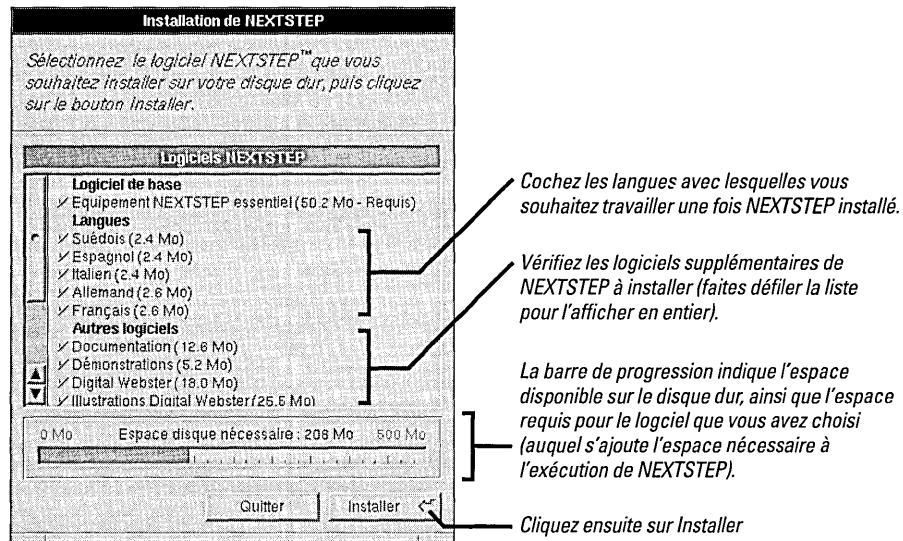 Installation de NEXTSTEP
Sélectionnez le logiciel NEXTSTEP™ que vous
souhaitez installer sur votre disque dur, puis cliquez
sur le bouton Installer.
Logiciels NEXTSTEP
Logiciel de base
✓ Equipement NEXTSTEP essentiel (50.2 Mo - Requis)
Langues
✓ Suédois (2.4 Mo)
✓ Espagnol (2.4 Mo)
✓ Italien (2.4 Mo)
✓ Allemand (2.6 Mo)
✓ Français (2.6 Mo)
Autres logiciels
✓ Documentation (12.6 Mo)
✓ Démonstrations (5.2 Mo)
✓ Digital Webster (18.0 Mo)
✓ Illustrations Digital Webster (25.5 Mo)
0 Mo Espace disque nécessaire : 208 Mo 500 Mo
Quitter Installer
Cochez les langues avec lesquelles vous
souhaitez travailler une fois NEXTSTEP installé.
Vérifiez les logiciels supplémentaires de
NEXTSTEP à installer (faites défiler la liste
pour l'afficher en entier).
La barre de progression indique l'espace
disponible sur le disque dur, ainsi que l'espace
requis pour le logciel que vous avez choisi
(auquel s'ajoute l'espace nécessaire à
l'exécution de NEXTSTEP).
Cliquez ensuite sur Installer